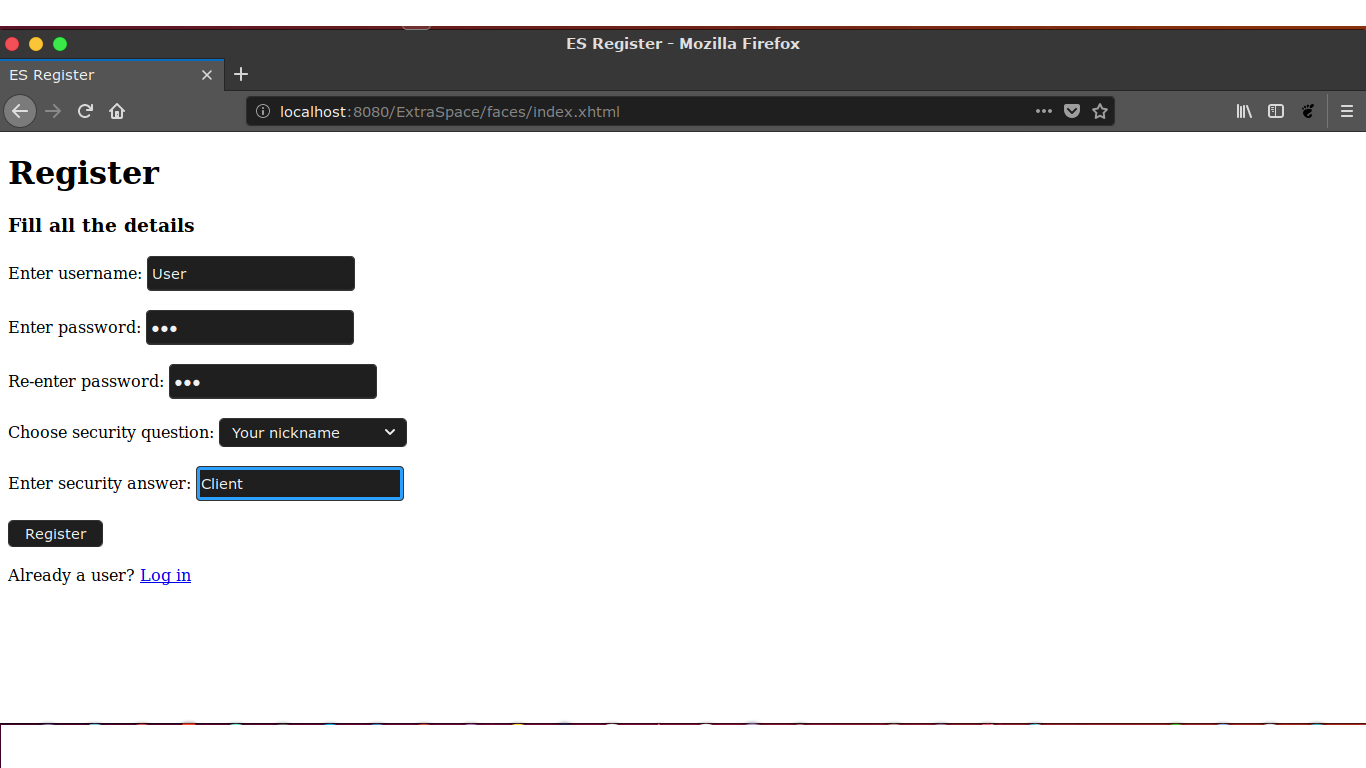 ES Register - Mozilla Firefox
ES Register
localhost:8080/ExtraSpace/faces/index.xhtml
Register
Fill all the details
Enter username: User
Enter password: ●●●
Re-enter password: ●●●
Choose security question: Your nickname
Enter security answer: Client
Register
Already a user? Log in